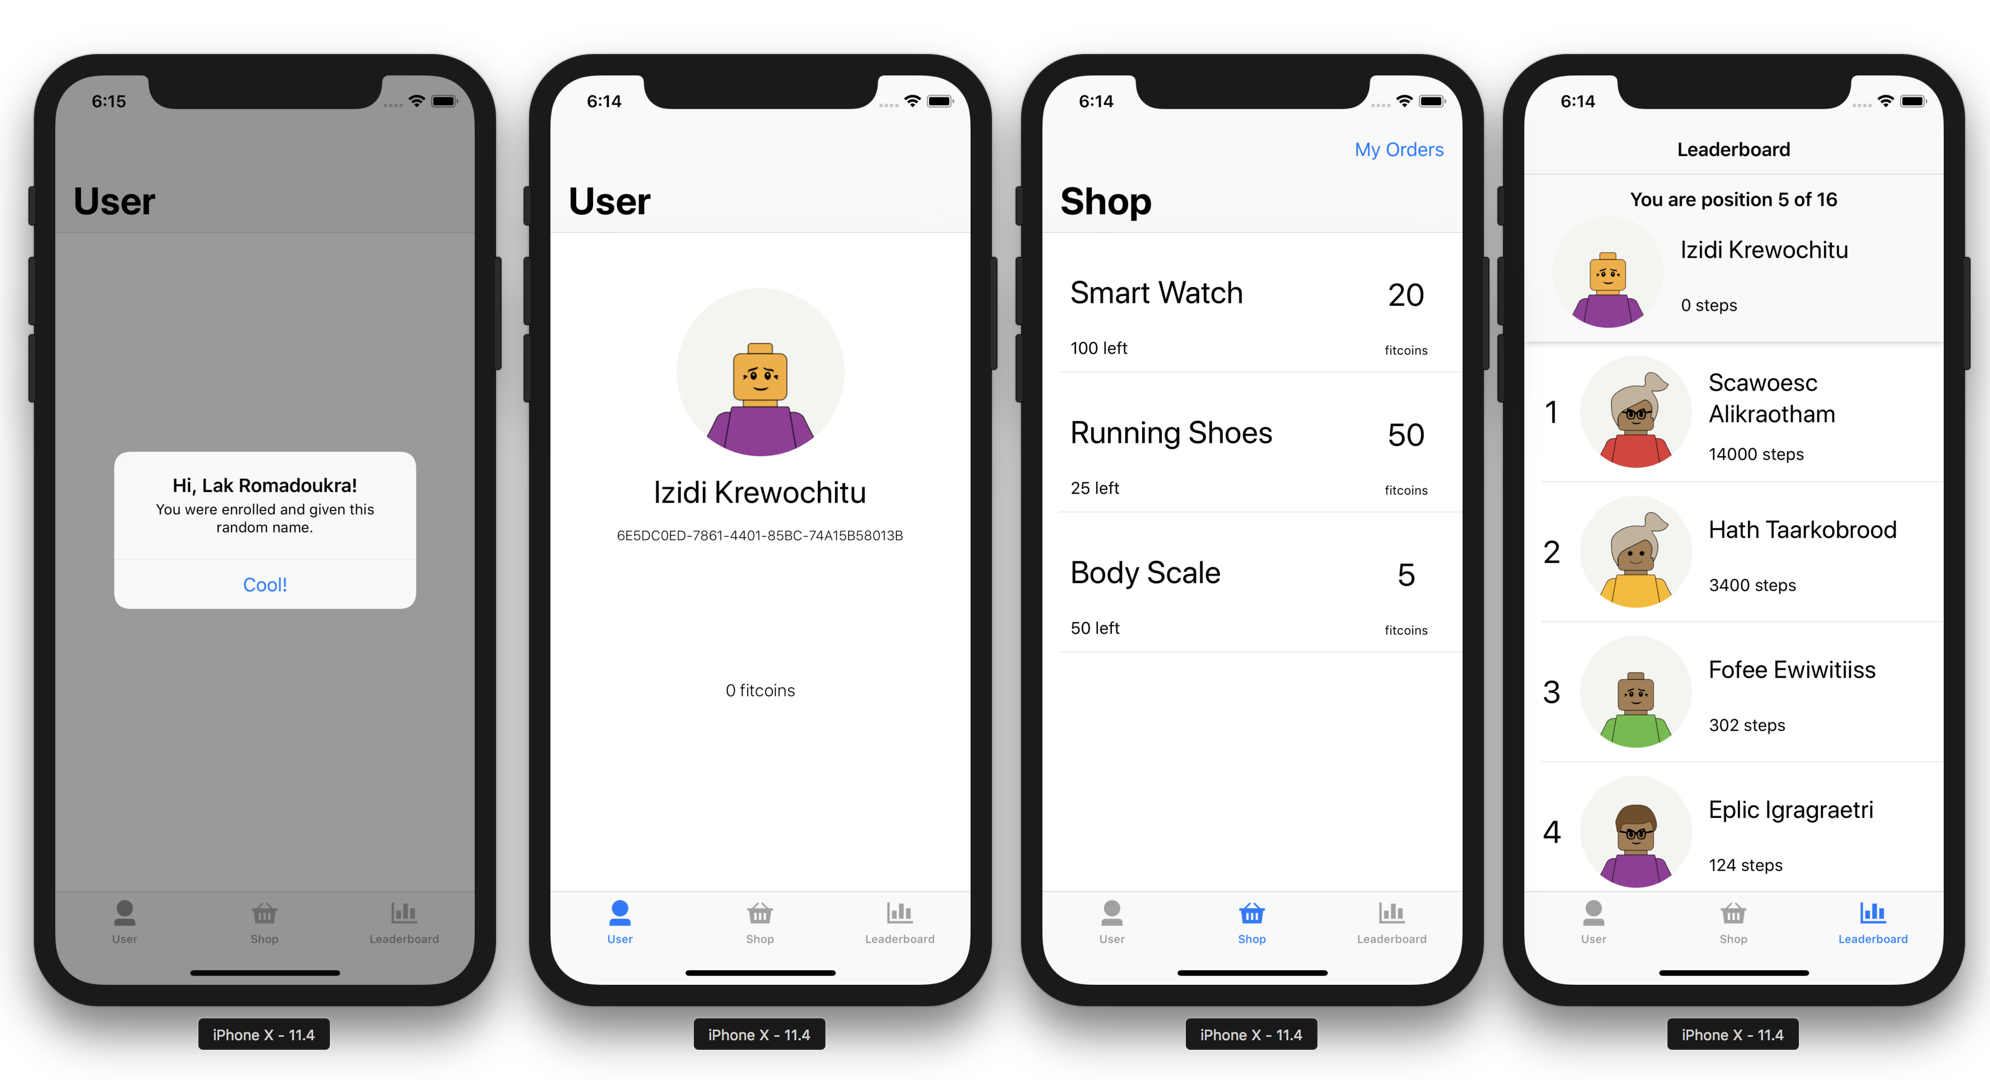 6:15
User
Hi, Lak Romadoukra!
You were enrolled and given this
random name.
Cool!
User
Shop
Leaderboard
iPhone X - 11.4
6:14
User
Izidi Krewochitu
6E5DC0ED-7861-4401-85BC-74A15B58013B
0 fitcoins
User
Shop
Leaderboard
iPhone X - 11.4
6:14
My Orders
Shop
Smart Watch
20
100 left
fitcoins
Running Shoes
50
25 left
fitcoins
Body Scale
5
50 left
fitcoins
User
Shop
Leaderboard
iPhone X - 11.4
6:14
Leaderboard
You are position 5 of 16
Izidi Krewochitu
0 steps
1
Scawoesc
Alikraotham
14000 steps
2
Hath Taarkobrood
3400 steps
3
Fofee Ewiwitiiss
302 steps
4
Eplic Igragraetri
124 steps
User
Shop
Leaderboard
iPhone X - 11.4